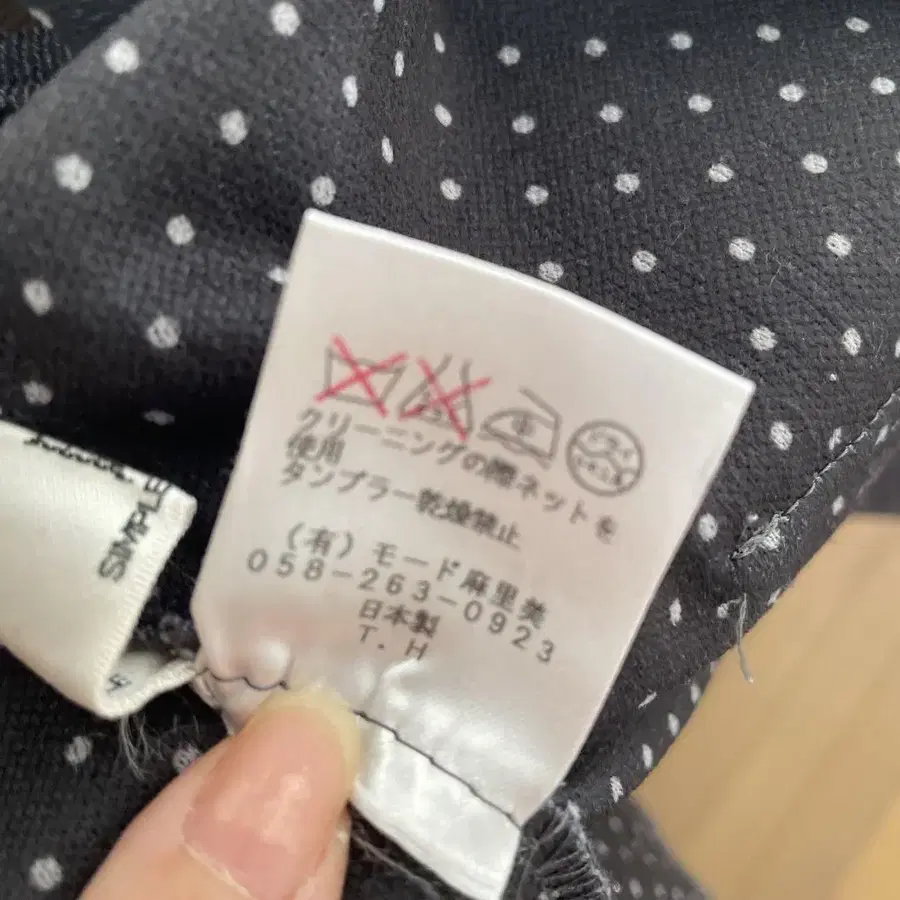 クリーニングの際ネットを
使用
タンブラー乾燥禁止
(有)モード麻里美
058-263-0923
日本製
T.H
SIMPLE